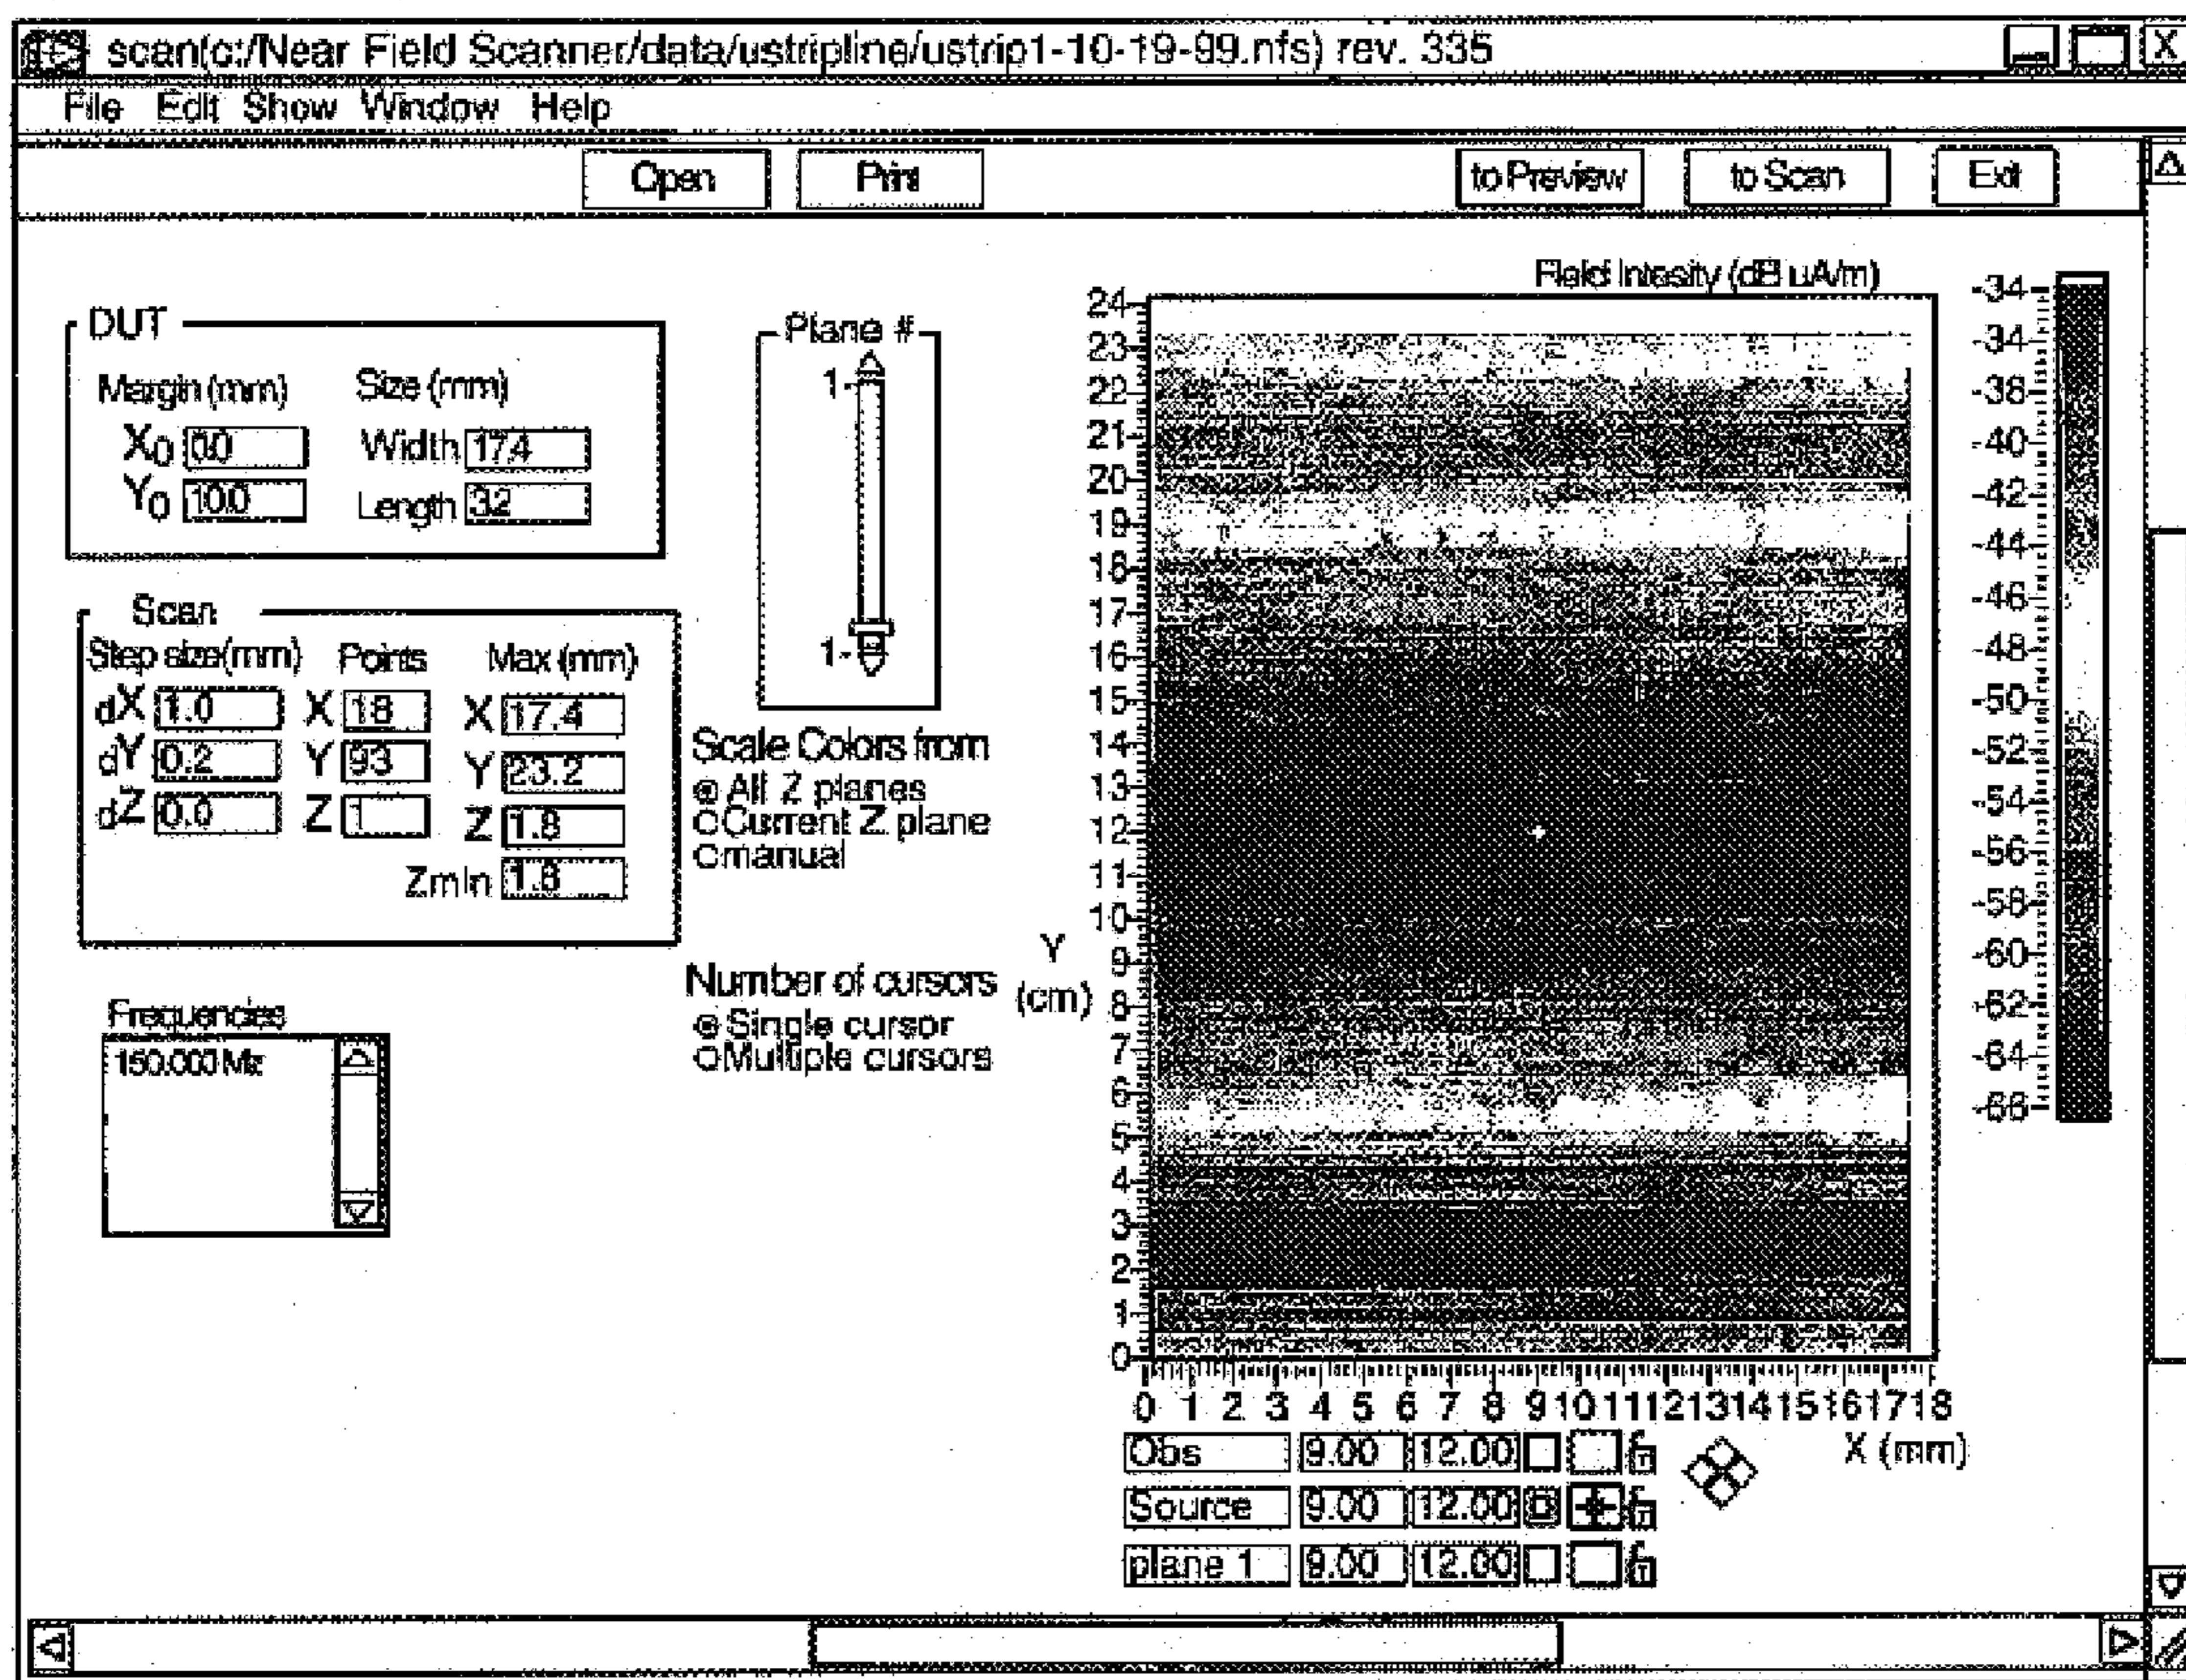 scan(c:/Near Field Scanner/data/ustripline/ustrip1-10-19-99.nfs) rev. 335
File Edit Show Window Help
Open Print to Preview to Scan Exit
DUT
Margin (mm) Size (mm)
X0 0.0 Width 17.4
Y0 10.0 Length 3.2
Scan
Step size(mm) Points Max (mm)
dX 1.0 X 18 X 17.4
dY 0.2 Y 93 Y 23.2
dZ 0.0 Z 1 Z 1.8
Zmin 1.8
Frequencies
150.000 Mz
Plane #
1-
1-
Scale Colors from
All Z planes
Current Z plane
manual
Number of cursors
Single cursor
Multiple cursors
Field Intesity (dB uA/m)
Y
(cm)
24
23
22
21
20
19
18
17
16
15
14
13
12
11
10
9
8
7
6
5
4
3
2
1
0
0 1 2 3 4 5 6 7 8 9 10 11 12 13 14 15 16 17 18
X (mm)
-34
-34
-38
-40
-42
-44
-46
-48
-50
-52
-54
-56
-58
-60
-62
-64
-66
Obs 9.00 12.00
Source 9.00 12.00
plane 1 9.00 12.00